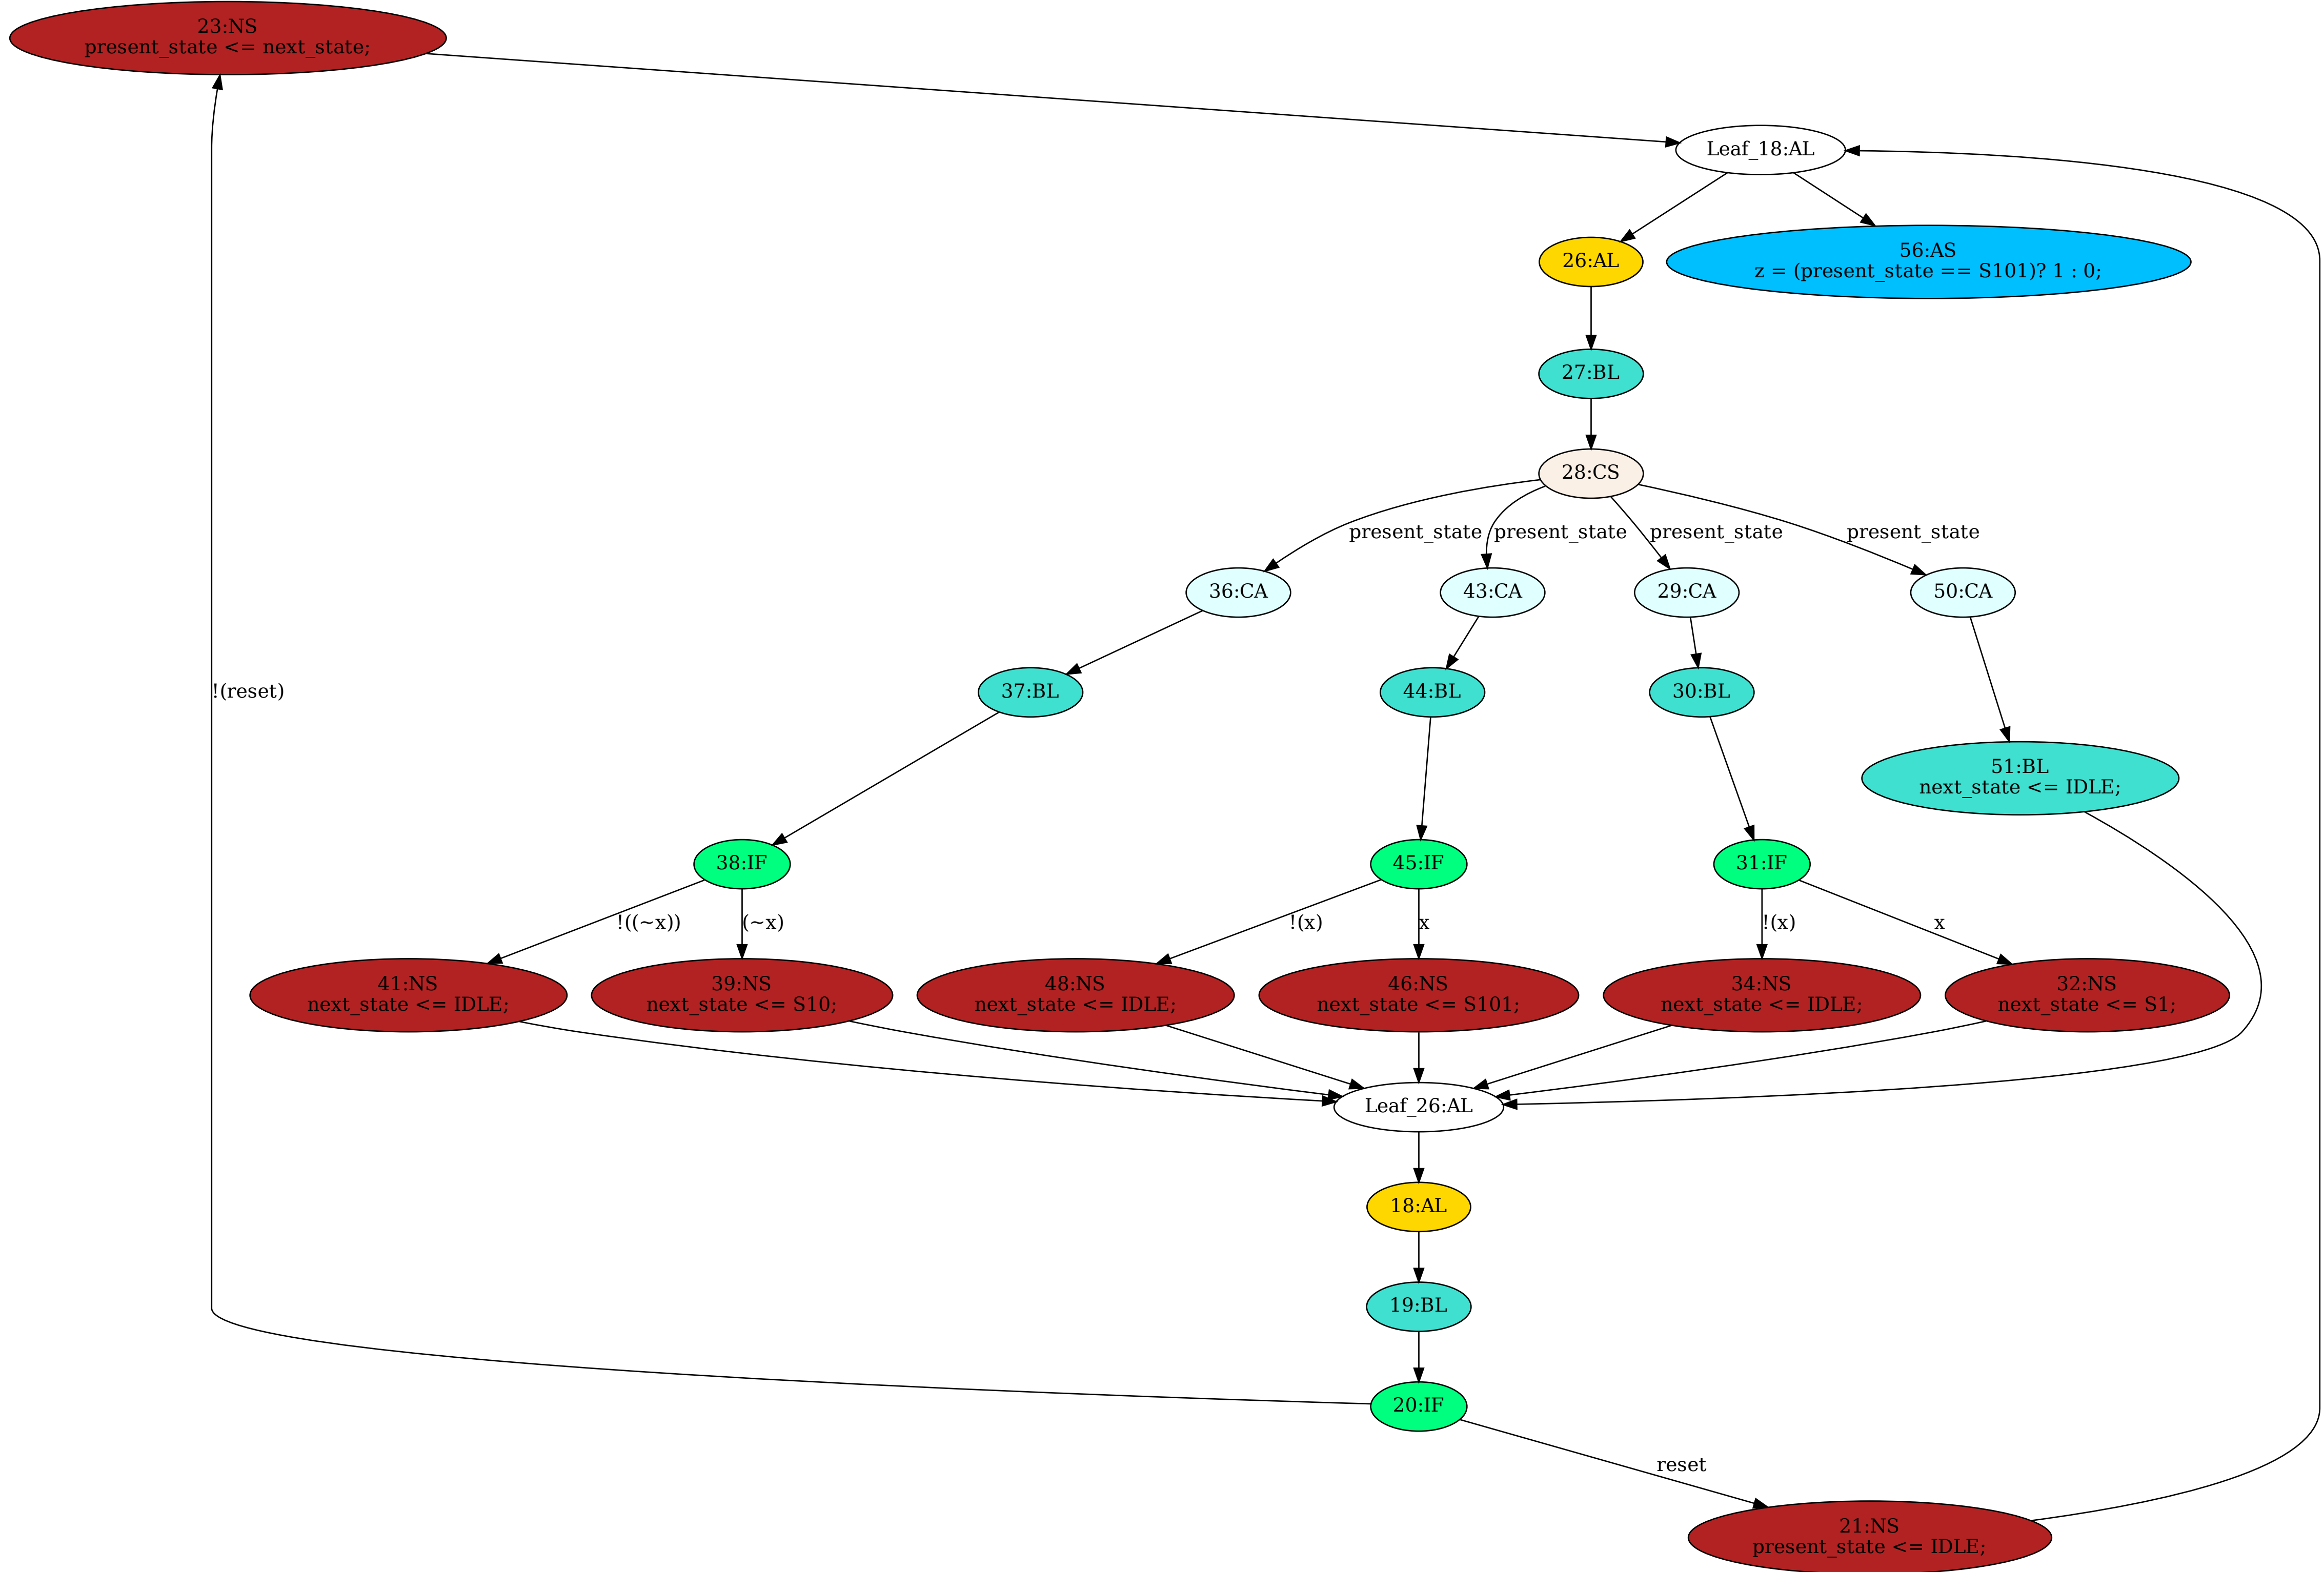 23:NS
present_state <= next_state;
Leaf_18:AL
26:AL
56:AS
z = (present_state == S101)? 1 : 0;
27:BL
28:CS
present_state
present_state
present_state
present_state
36:CA
43:CA
29:CA
50:CA
!(reset)
37:BL
44:BL
30:BL
51:BL
next_state <= IDLE;
38:IF
45:IF
31:IF
!((~x))
(~x)
!(x)
x
!(x)
x
41:NS
next_state <= IDLE;
39:NS
next_state <= S10;
48:NS
next_state <= IDLE;
46:NS
next_state <= S101;
34:NS
next_state <= IDLE;
32:NS
next_state <= S1;
Leaf_26:AL
18:AL
19:BL
20:IF
reset
21:NS
present_state <= IDLE;